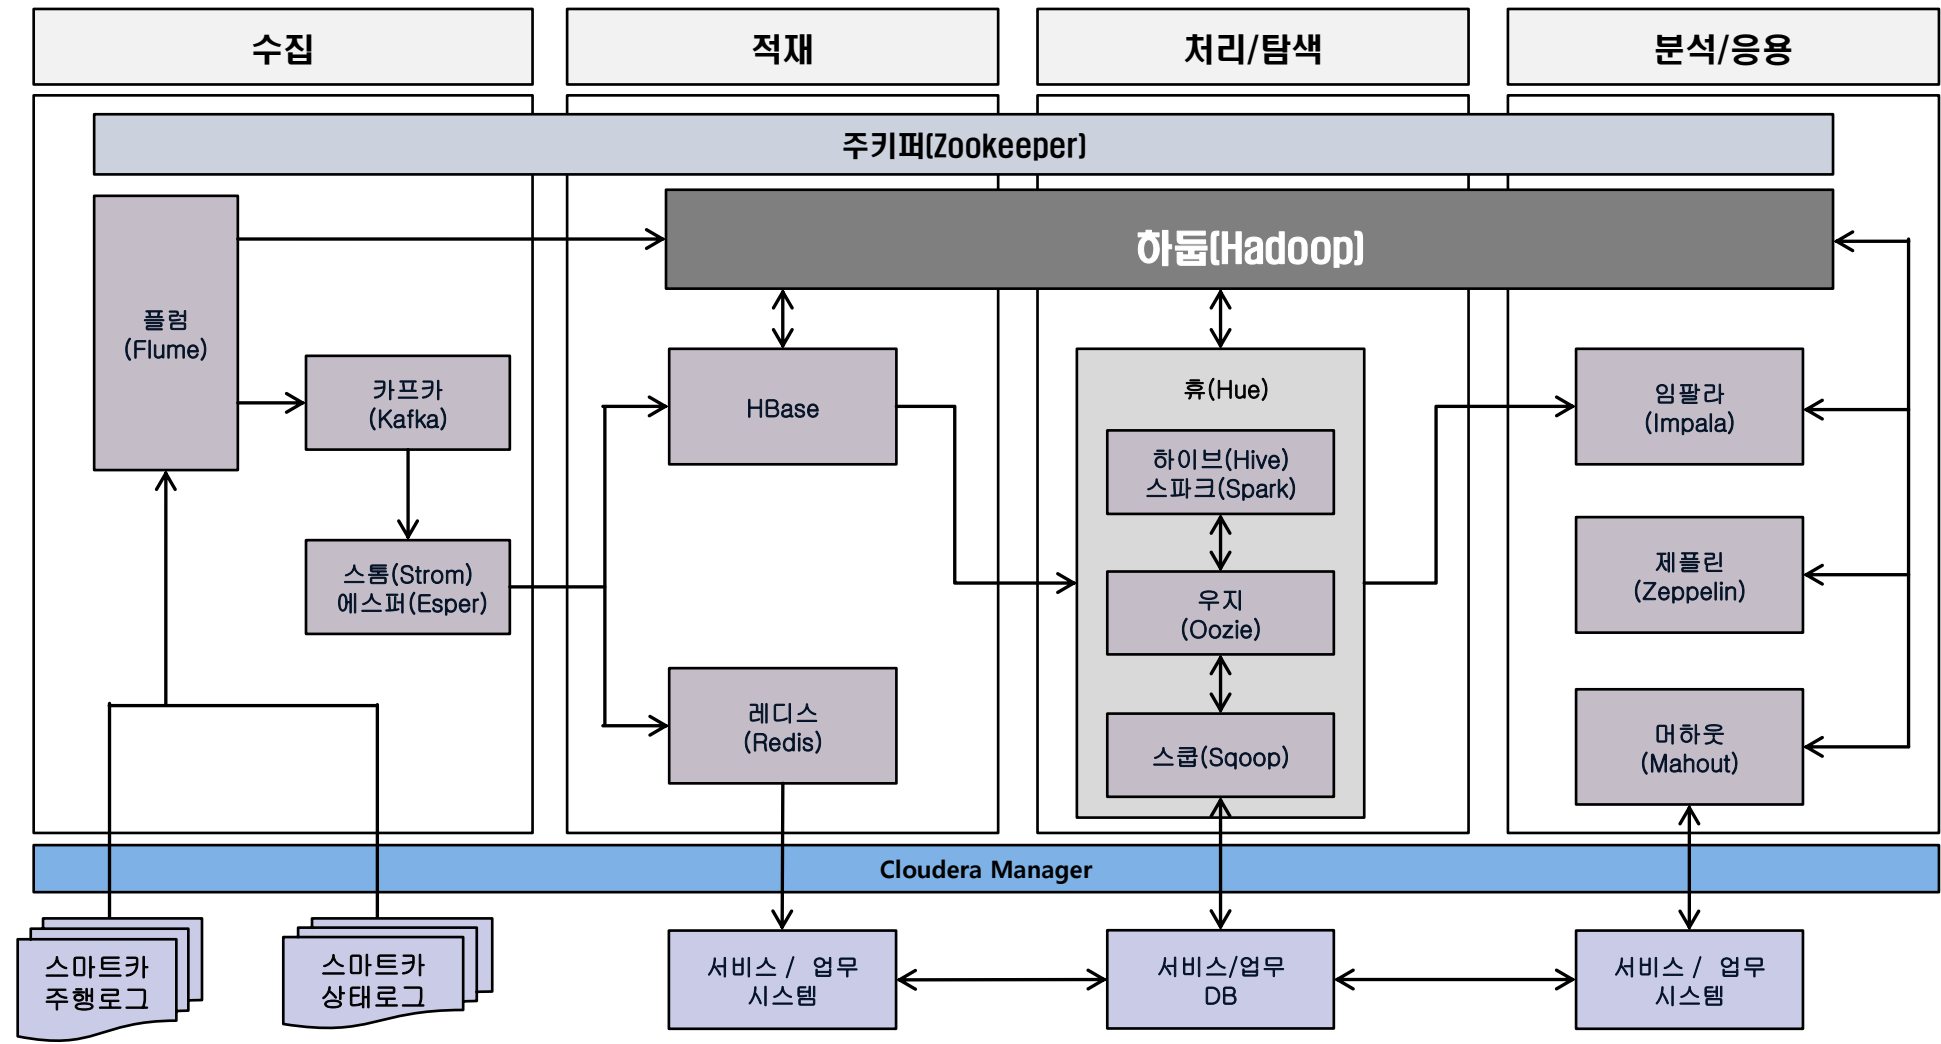 수집
적재
처리/탐색
분석/응용
주키퍼(Zookeeper)
하둡(Hadoop)
플럼
(Flume)
카프카
(Kafka)
스톰(Strom)
에스퍼(Esper)
HBase
레디스
(Redis)
휴(Hue)
하이브(Hive)
스파크(Spark)
우지
(Oozie)
스쿱(Sqoop)
임팔라
(Impala)
제플린
(Zeppelin)
머하웃
(Mahout)
Cloudera Manager
스마트카
주행로그
스마트카
상태로그
서비스 / 업무
시스템
서비스/업무
DB
서비스 / 업무
시스템